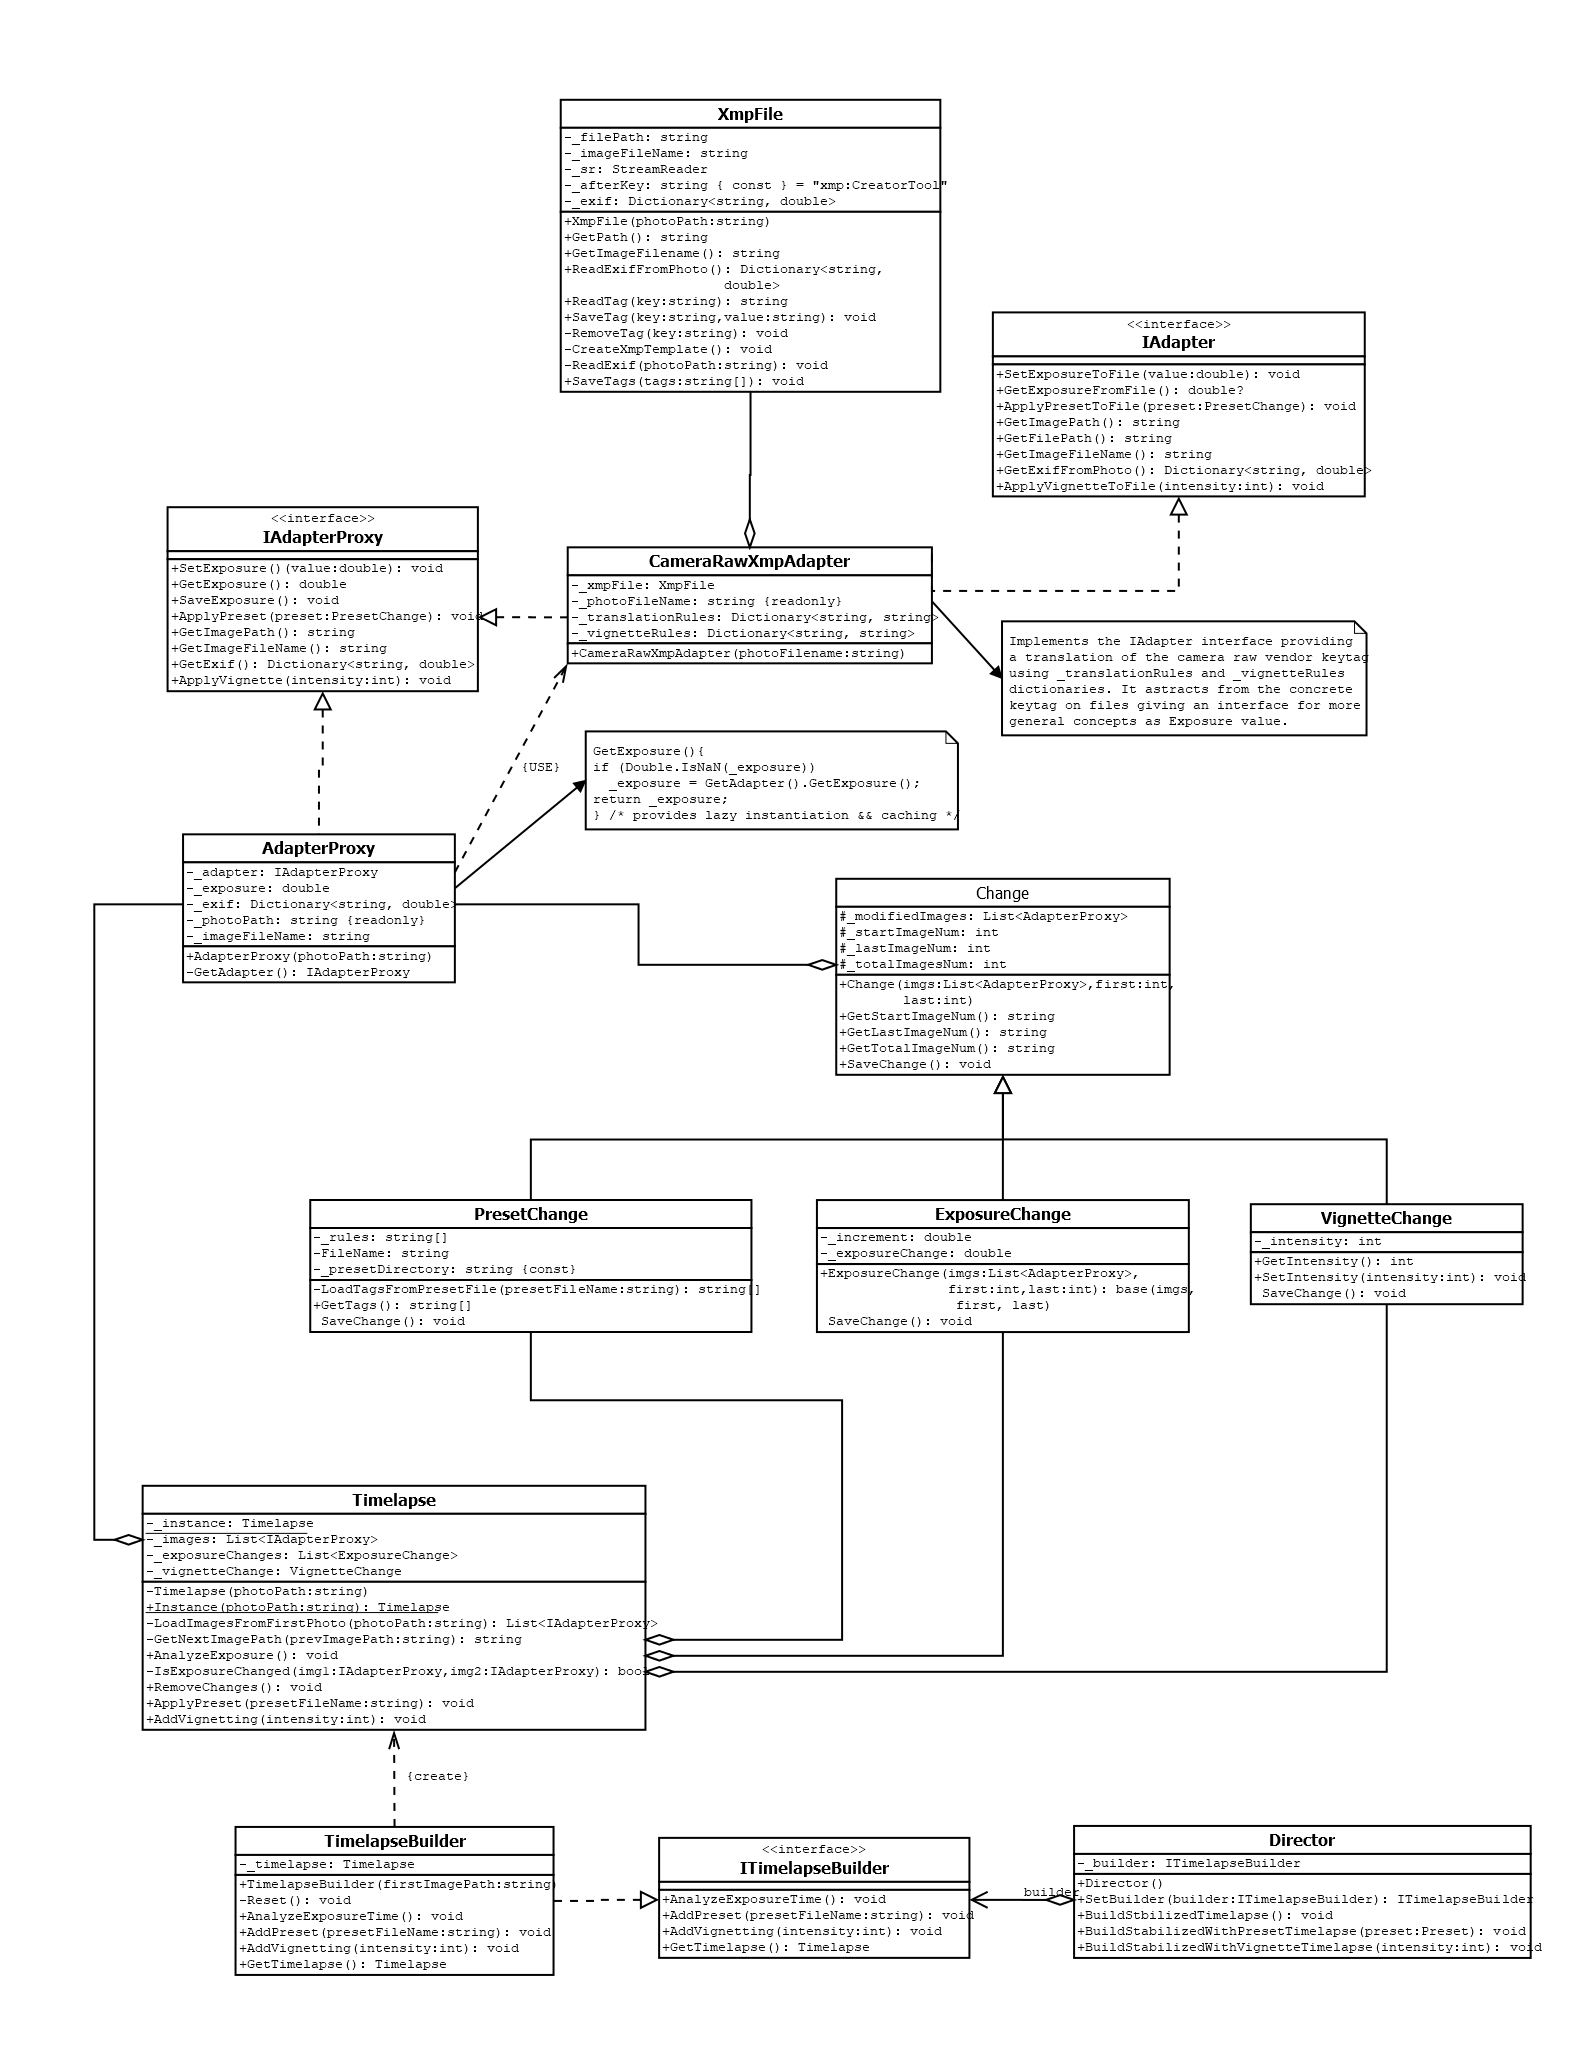 XmpFile
-_filePath: string
-_imageFileName: string
-_sr: StreamReader
-_afterKey: string { const } = "xmp:CreatorTool"
-_exif: Dictionary<string, double>
+XmpFile(photoPath:string)
+GetPath(): string
+GetImageFilename(): string
+ReadExifFromPhoto(): Dictionary<string,
double>
+ReadTag(key:string): string
+SaveTag(key:string,value:string): void
-RemoveTag(key:string): void
-CreateXmpTemplate(): void
-ReadExif(photoPath:string): void
+SaveTags(tags:string[]): void
<<interface>>
IAdapter
+SetExposureToFile(value:double): void
+GetExposureFromFile(): double?
+ApplyPresetToFile(preset:PresetChange): void
+GetImagePath(): string
+GetFilePath(): string
+GetImageFileName(): string
+GetExifFromPhoto(): Dictionary<string, double>
+ApplyVignetteToFile(intensity:int): void
<<interface>>
IAdapterProxy
+SetExposure()(value:double): void
+GetExposure(): double
+SaveExposure(): void
+ApplyPreset(preset:PresetChange): void
+GetImagePath(): string
+GetImageFileName(): string
+GetExif(): Dictionary<string, double>
+ApplyVignette(intensity:int): void
CameraRawXmpAdapter
-_xmpFile: XmpFile
-_photoFileName: string {readonly}
-_translationRules: Dictionary<string, string>
-_vignetteRules: Dictionary<string, string>
+CameraRawXmpAdapter(photoFilename:string)
Implements the IAdapter interface providing
a translation of the camera raw vendor keytag
using _translationRules and _vignetteRules
dictionaries. It astracts from the concrete
keytag on files giving an interface for more
general concepts as Exposure value.
{USE}
GetExposure(){
if (Double.IsNaN(_exposure))
_exposure = GetAdapter().GetExposure();
return _exposure;
} /* provides lazy instantiation && caching */
AdapterProxy
-_adapter: IAdapterProxy
-_exposure: double
-_exif: Dictionary<string, double>
-_photoPath: string {readonly}
-_imageFileName: string
+AdapterProxy(photoPath:string)
-GetAdapter(): IAdapterProxy
Change
#_modifiedImages: List<AdapterProxy>
#_startImageNum: int
#_lastImageNum: int
#_totalImagesNum: int
+Change(imgs:List<AdapterProxy>,first:int,
last:int)
+GetStartImageNum(): string
+GetLastImageNum(): string
+GetTotalImageNum(): string
+SaveChange(): void
PresetChange
-_rules: string[]
-FileName: string
-_presetDirectory: string {const}
-LoadTagsFromPresetFile(presetFileName:string): string[]
+GetTags(): string[]
SaveChange(): void
ExposureChange
-_increment: double
-_exposureChange: double
+ExposureChange(imgs:List<AdapterProxy>,
first:int,last:int): base(imgs,
first, last)
SaveChange(): void
VignetteChange
-_intensity: int
+GetIntensity(): int
+SetIntensity(intensity:int): void
SaveChange(): void
Timelapse
-_instance: Timelapse
-_images: List<IAdapterProxy>
-_exposureChanges: List<ExposureChange>
-_vignetteChange: VignetteChange
-Timelapse(photoPath:string)
+Instance(photoPath:string): Timelapse
-LoadImagesFromFirstPhoto(photoPath:string): List<IAdapterProxy>
-GetNextImagePath(prevImagePath:string): string
+AnalyzeExposure(): void
-IsExposureChanged(img1:IAdapterProxy,img2:IAdapterProxy): bool
+RemoveChanges(): void
+ApplyPreset(presetFileName:string): void
+AddVignetting(intensity:int): void
{create}
TimelapseBuilder
-_timelapse: Timelapse
+TimelapseBuilder(firstImagePath:string)
-Reset(): void
+AnalyzeExposureTime(): void
+AddPreset(presetFileName:string): void
+AddVignetting(intensity:int): void
+GetTimelapse(): Timelapse
<<interface>>
ITimelapseBuilder
+AnalyzeExposureTime(): void
+AddPreset(presetFileName:string): void
+AddVignetting(intensity:int): void
+GetTimelapse(): Timelapse
builder
Director
-_builder: ITimelapseBuilder
+Director()
+SetBuilder(builder:ITimelapseBuilder): ITimelapseBuilder
+BuildStbilizedTimelapse(): void
+BuildStabilizedWithPresetTimelapse(preset:Preset): void
+BuildStabilizedWithVignetteTimelapse(intensity:int): void